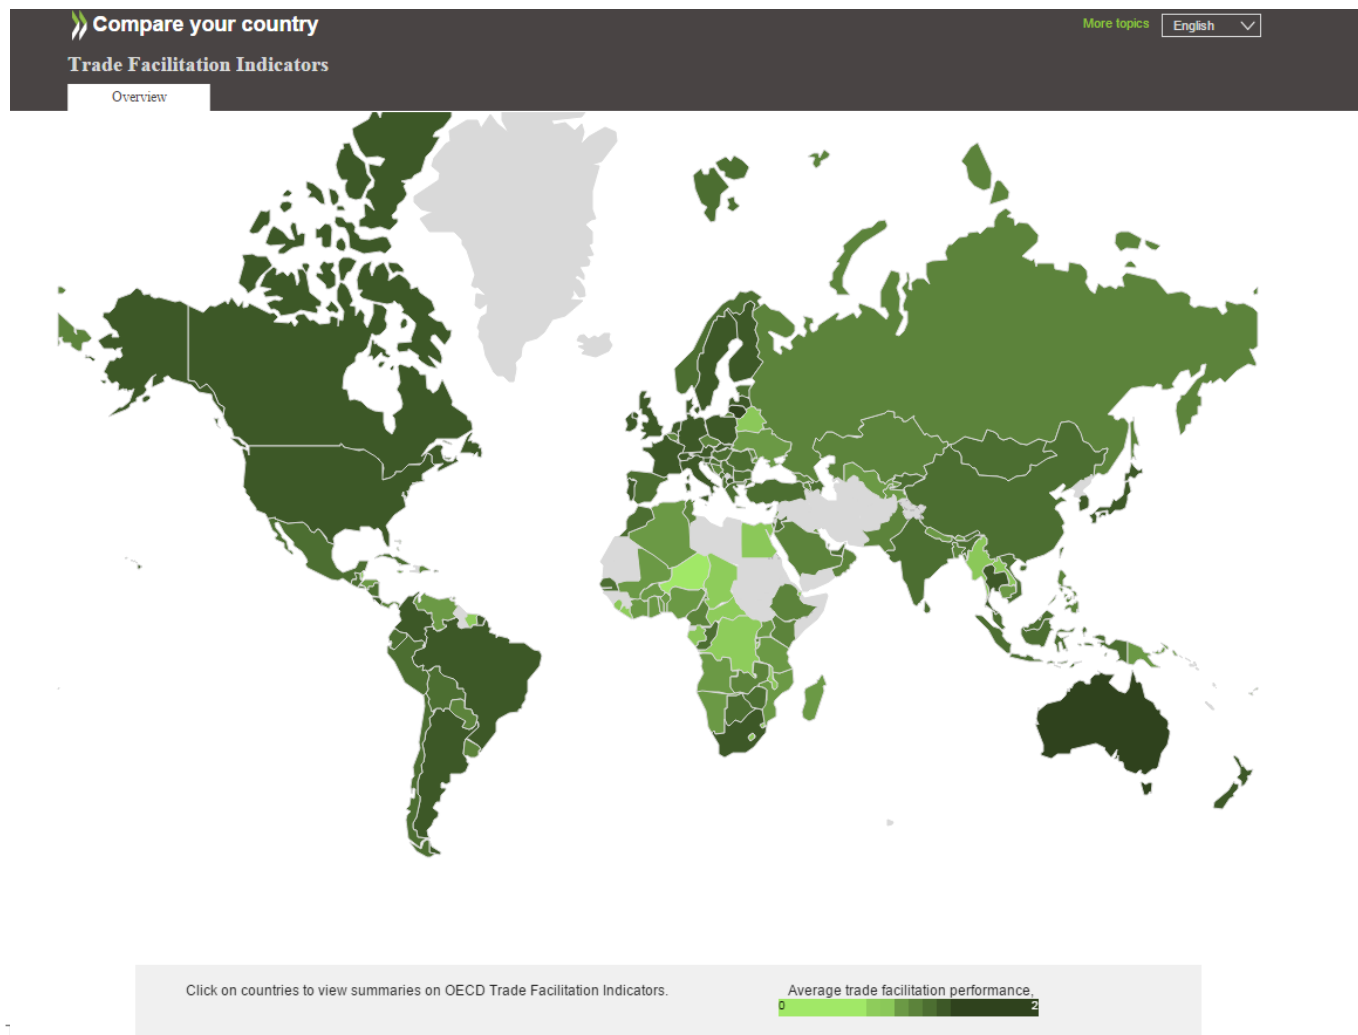 Compare your country
More topics
English
Trade Facilitation Indicators
Overview
Click on countries to view summaries on OECD Trade Facilitation Indicators.
Average trade facilitation performance,
0 2